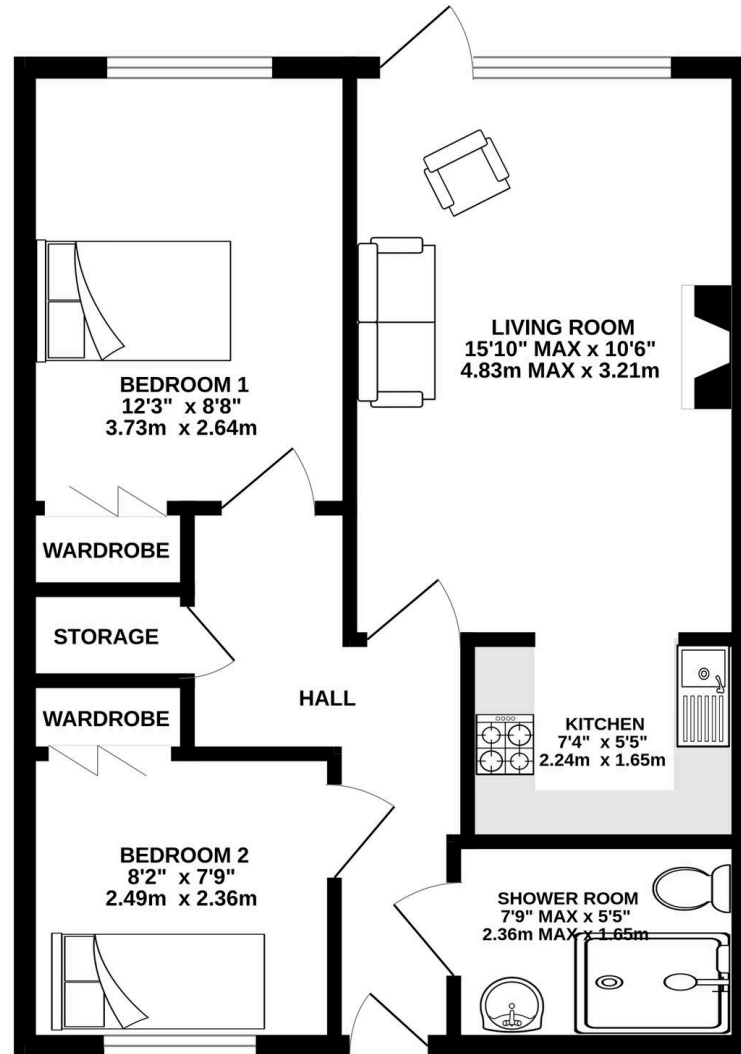 LIVING ROOM
15'10" MAX x 10'6"
4.83m MAX x 3.21m
BEDROOM 1
12'3" x 8'8"
3.73m x 2.64m
WARDROBE
STORAGE
WARDROBE
HALL
KITCHEN
7'4" x 5'5"
2.24m x 1.65m
BEDROOM 2
8'2" x 7'9"
2.49m x 2.36m
SHOWER ROOM
7'9" MAX x 5'5"
2.36m MAX x 1.65m